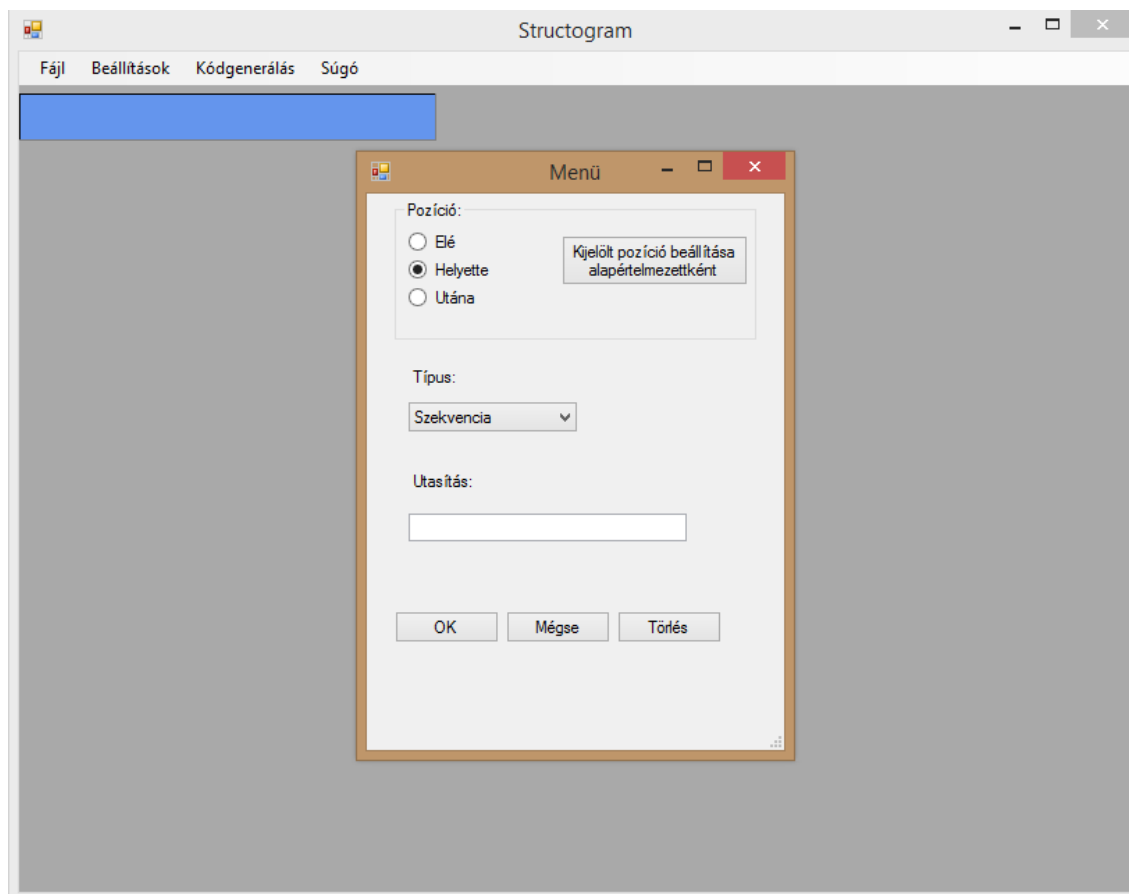 Structogram
Fájl Beállítások Kódgenerálás Súgó
Menü
Pozíció:
Elé
Helyette
Utána
Kijelölt pozíció beállítása
alapértelmezettként
Típus:
Szekvencia
Utasítás:
OK Mégse Törlés